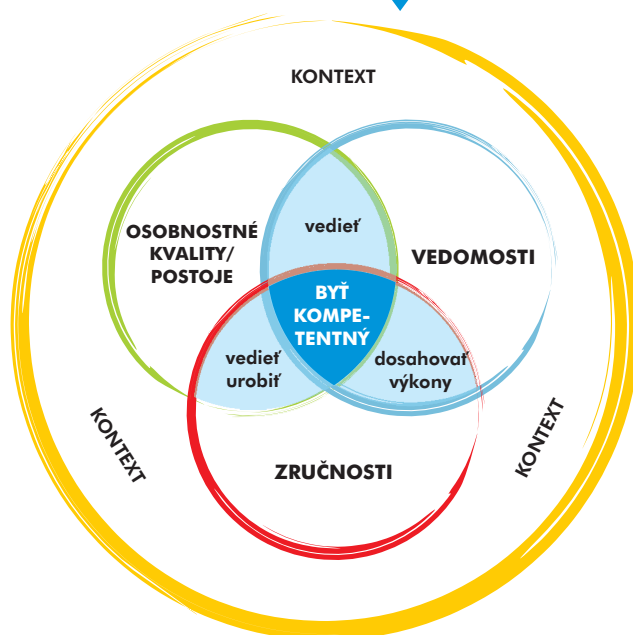 KONTEXT
OSOBNOSTNÉ
KVALITY/
POSTOJE
vedieť
VEDOMOSTI
BYŤ
KOMPE-
TENTNÝ
vedieť
urobiť
dosahovať
výkony
KONTEXT
KONTEXT
ZRUČNOSTI